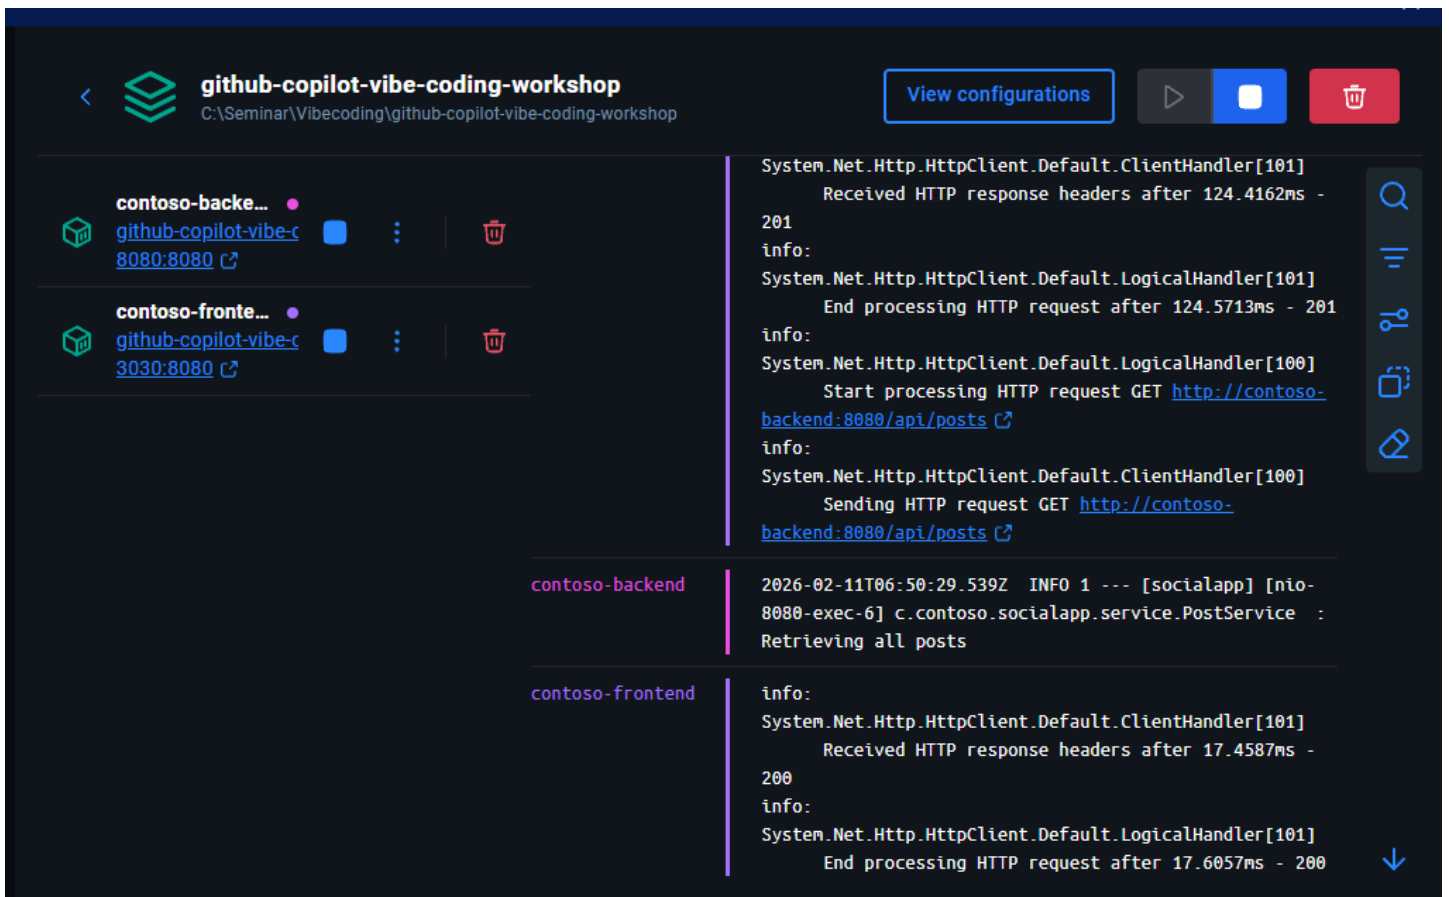 github-copilot-vibe-coding-workshop
C:\Seminar\Vibecoding\github-copilot-vibe-coding-workshop
View configurations
contoso-backe...
github-copilot-vibe-c
8080:8080
contoso-fronte...
github-copilot-vibe-c
3030:8080
System.Net.Http.HttpClient.Default.ClientHandler[101]
Received HTTP response headers after 124.4162ms -
201
info:
System.Net.Http.HttpClient.Default.LogicalHandler[101]
End processing HTTP request after 124.5713ms - 201
info:
System.Net.Http.HttpClient.Default.LogicalHandler[100]
Start processing HTTP request GET http://contoso-
backend:8080/api/posts
info:
System.Net.Http.HttpClient.Default.ClientHandler[100]
Sending HTTP request GET http://contoso-
backend:8080/api/posts
contoso-backend
2026-02-11T06:50:29.539Z  INFO 1 --- [socialapp] [nio-
8080-exec-6] c.contoso.socialapp.service.PostService  :
Retrieving all posts
contoso-frontend
info:
System.Net.Http.HttpClient.Default.ClientHandler[101]
Received HTTP response headers after 17.4587ms -
200
info:
System.Net.Http.HttpClient.Default.LogicalHandler[101]
End processing HTTP request after 17.6057ms - 200